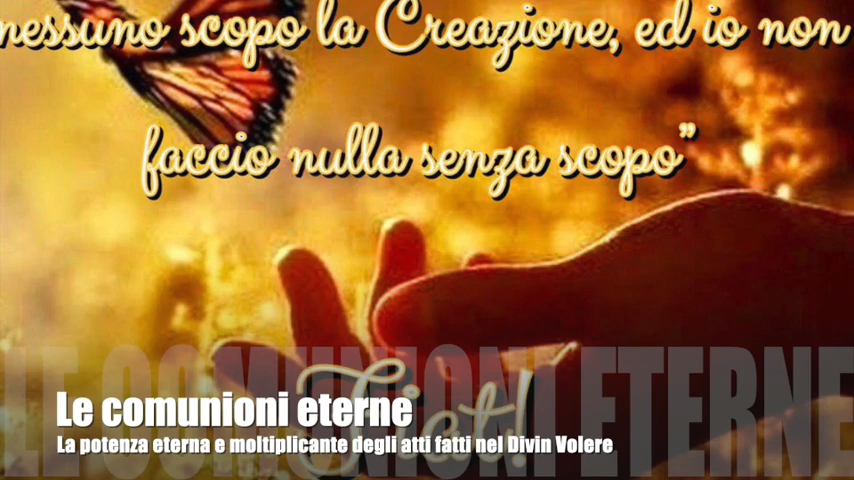 nessuno scopo la Creazione, ed io non
faccio nulla senza scopo”
Fiat!
LE COMUNIONI ETERNE
Le comunioni eterne
La potenza eterna e moltiplicante degli atti fatti nel Divin Volere